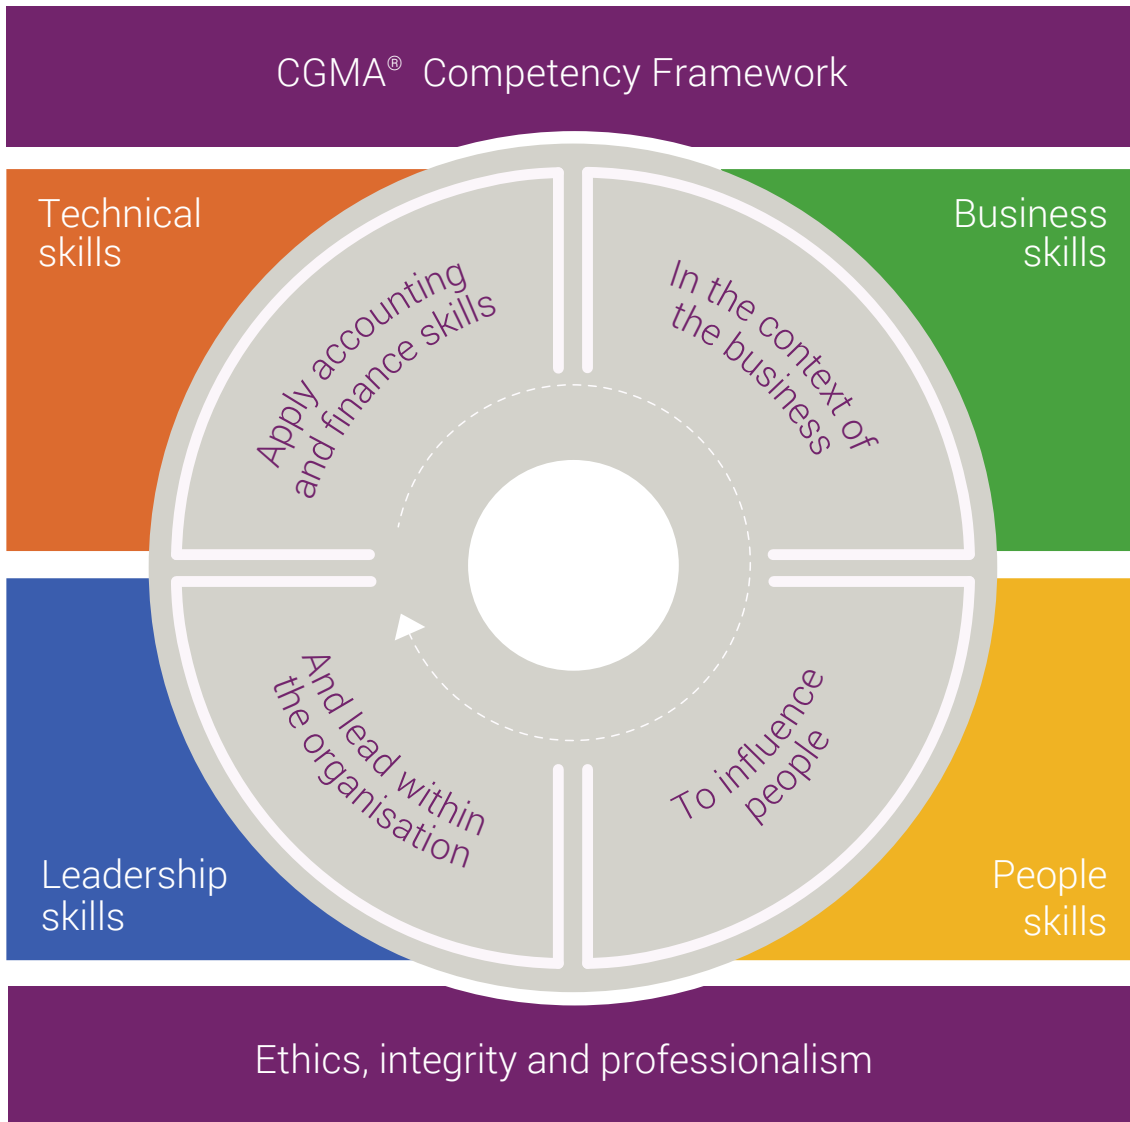 CGMA® Competency Framework
Technical
skills
Business
skills
Apply accounting
and finance skills
In the context of
the business
To influence
people
And lead within
the organisation
Leadership
skills
People
skills
Ethics, integrity and professionalism